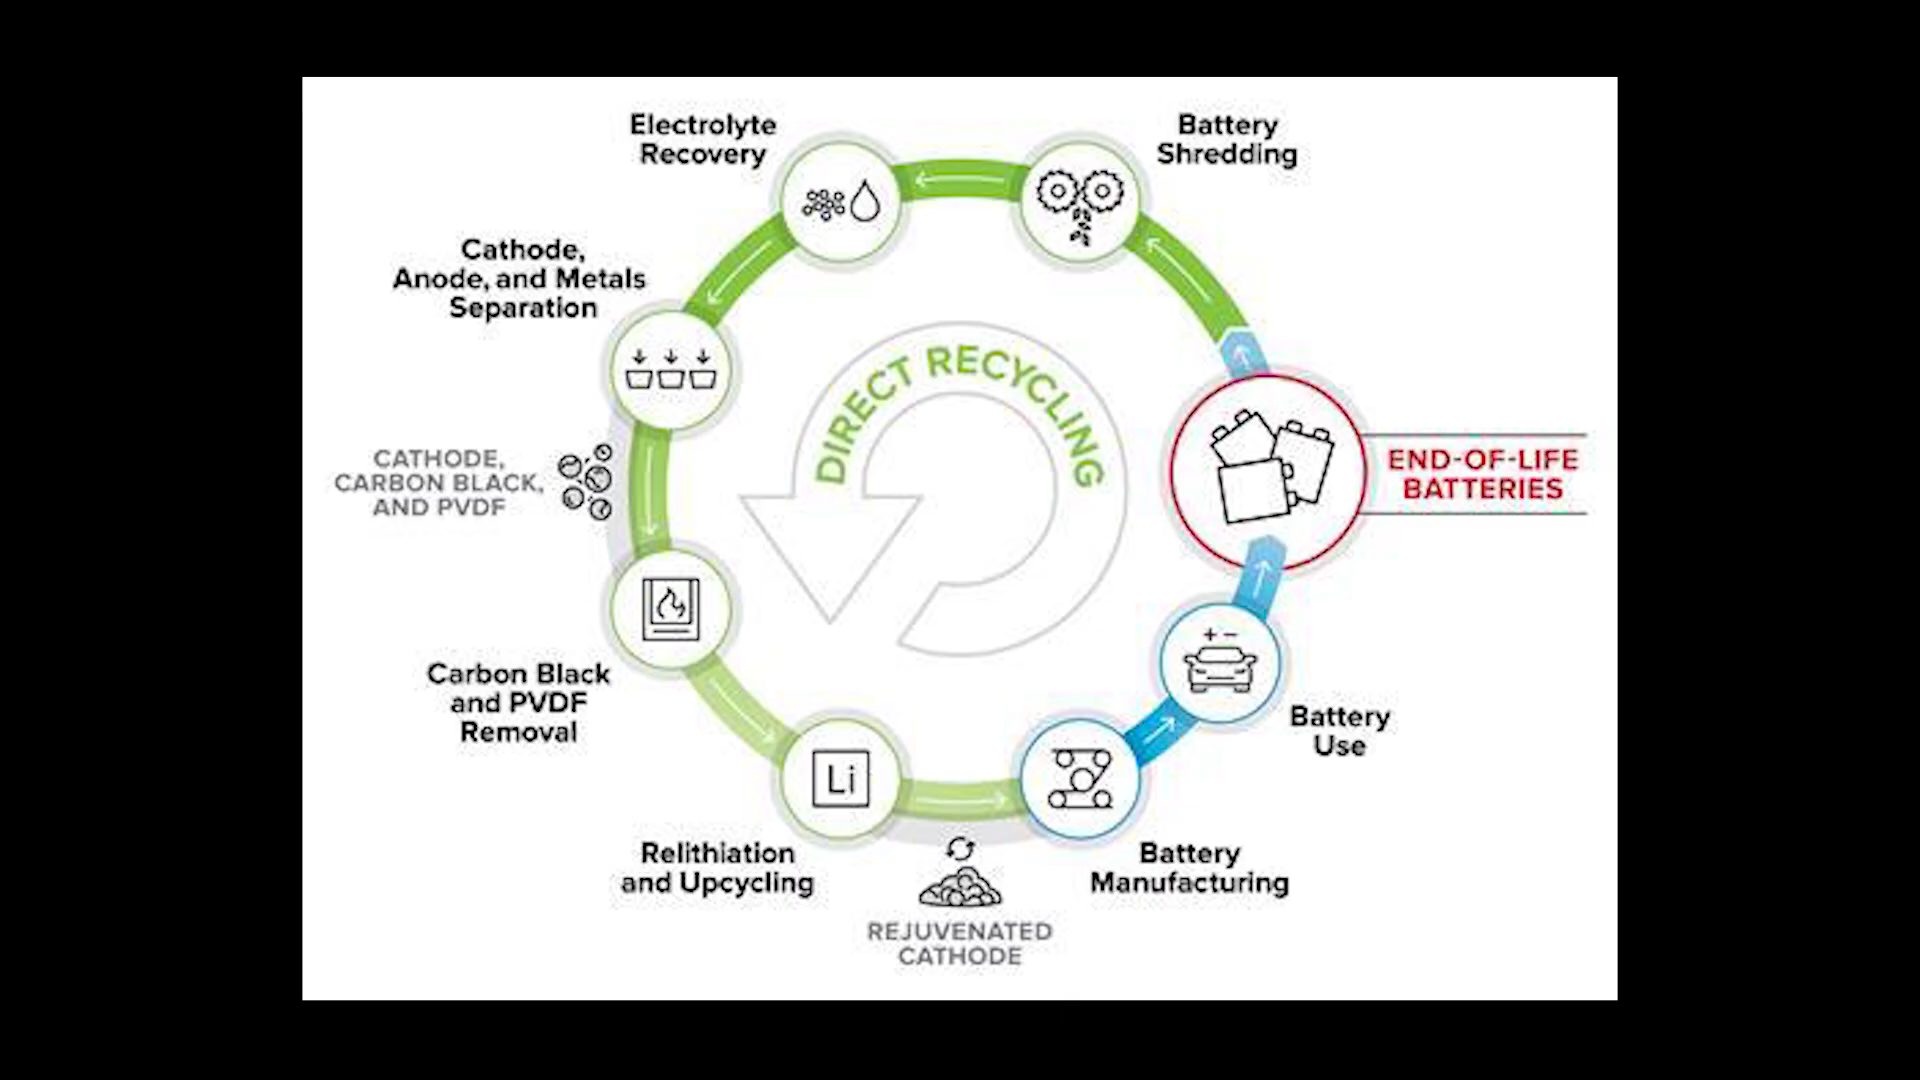 Electrolyte
Recovery
Battery
Shredding
Cathode,
Anode, and Metals
Separation
DIRECT RECYCLING
CATHODE,
CARBON BLACK,
AND PVDF
END-OF-LIFE
BATTERIES
+ -
Carbon Black
and PVDF
Removal
Battery
Use
Li
Relithiation
and Upcycling
Battery
Manufacturing
REJUVENATED
CATHODE